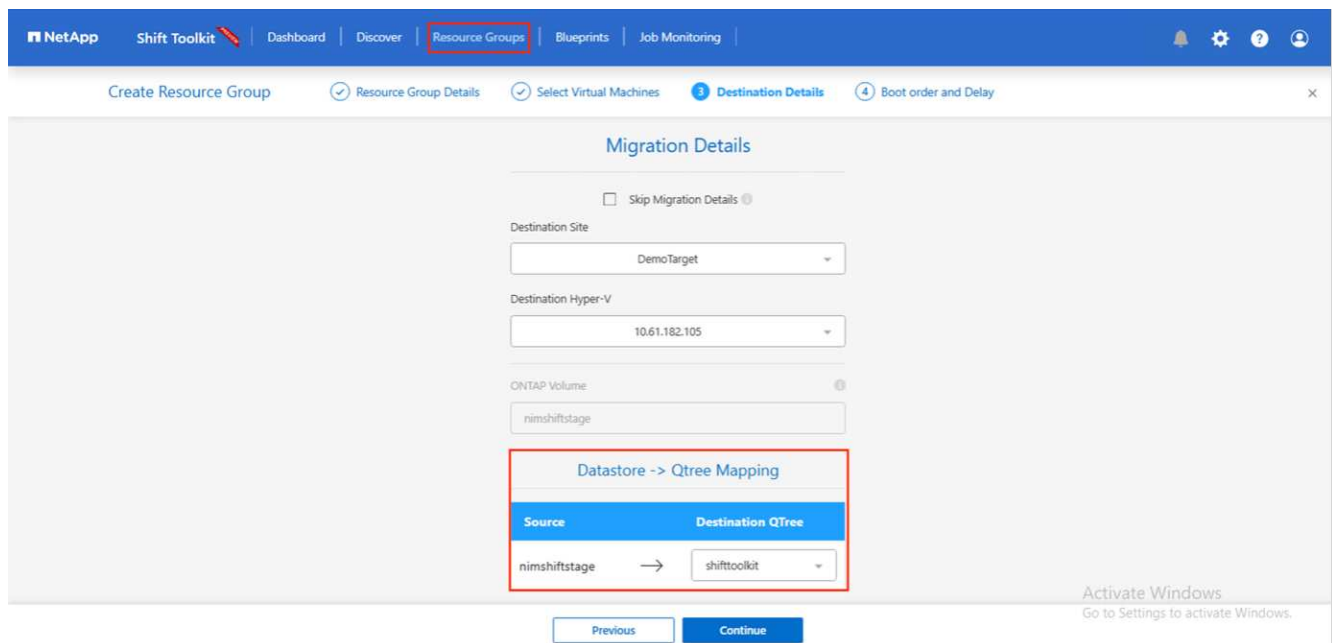 NetApp Shift Toolkit Dashboard Discover Resource Groups Blueprints Job Monitoring ?
Create Resource Group Resource Group Details Select Virtual Machines 3 Destination Details 4 Boot order and Delay ×
Migration Details
Skip Migration Details
Destination Site
DemoTarget
Destination Hyper-V
10.61.182.105
ONTAP Volume
nimshiftstage
Datastore -> Qtree Mapping
Source Destination QTree
nimshiftstage → shifttoolkit
Activate Windows
Go to Settings to activate Windows.
Previous Continue